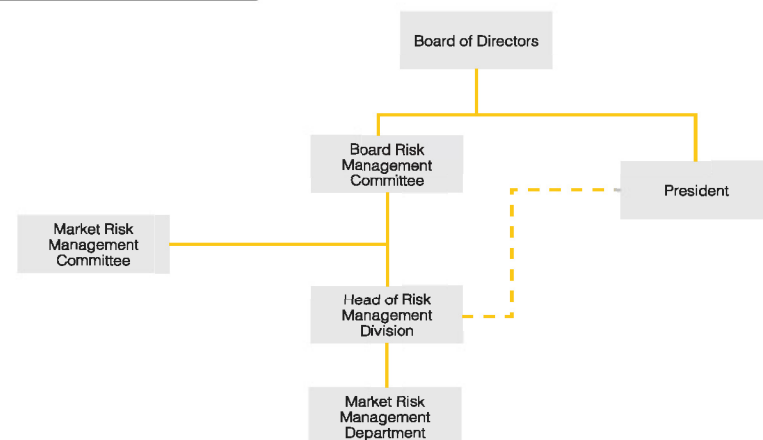 Board of Directors
Board Risk
Management
Committee
President
Market Risk
Management
Committee
Head of Risk
Management
Division
Market Risk
Management
Department